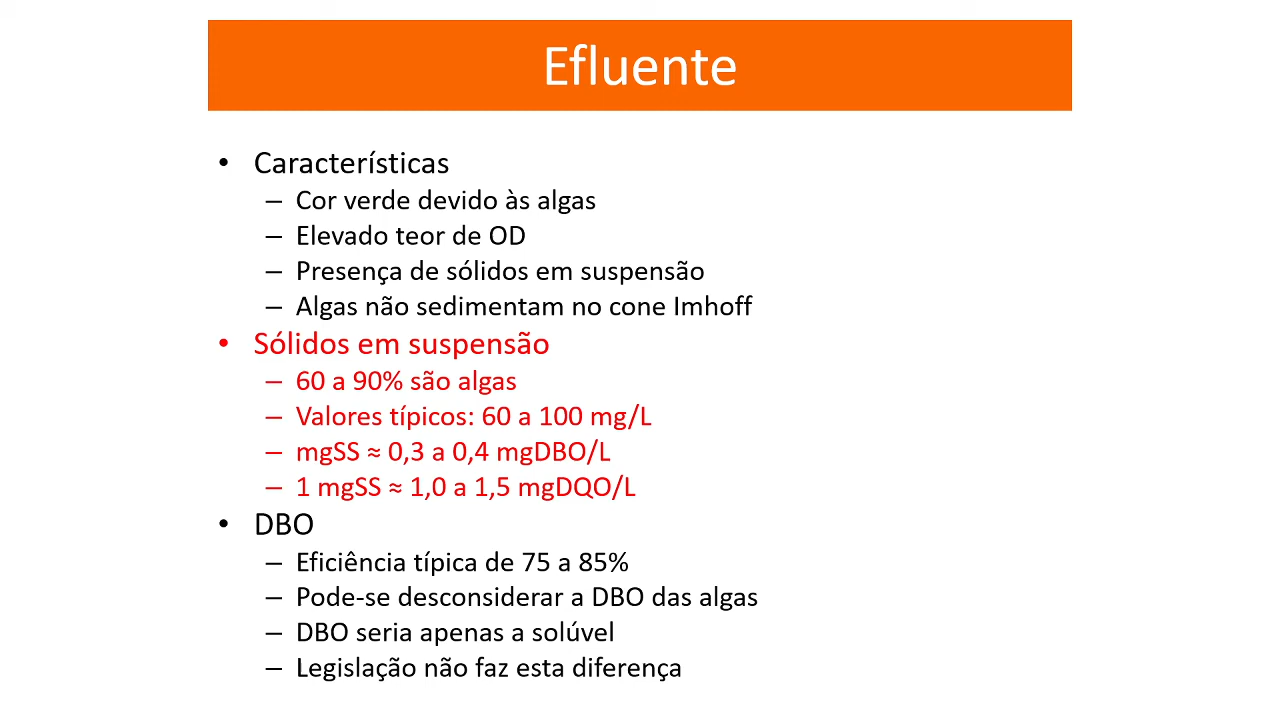 Efluente
• Características
– Cor verde devido às algas
– Elevado teor de OD
– Presença de sólidos em suspensão
– Algas não sedimentam no cone Imhoff
• Sólidos em suspensão
– 60 a 90% são algas
– Valores típicos: 60 a 100 mg/L
– mgSS ≈ 0,3 a 0,4 mgDBO/L
– 1 mgSS ≈ 1,0 a 1,5 mgDQO/L
• DBO
– Eficiência típica de 75 a 85%
– Pode-se desconsiderar a DBO das algas
– DBO seria apenas a solúvel
– Legislação não faz esta diferença